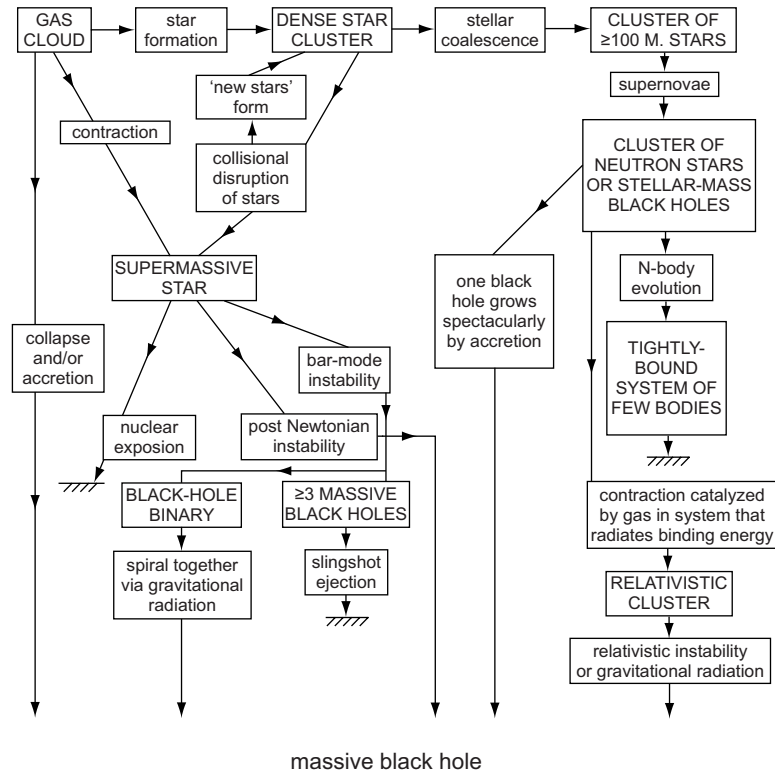 GAS
CLOUD
star
formation
DENSE STAR
CLUSTER
stellar
coalescence
CLUSTER OF
≥100 M. STARS
'new stars'
form
supernovae
contraction
collisional
disruption
of stars
CLUSTER OF
NEUTRON STARS
OR STELLAR-MASS
BLACK HOLES
SUPERMASSIVE
STAR
one black
hole grows
spectacularly
by accretion
N-body
evolution
collapse
and/or
accretion
bar-mode
instability
TIGHTLY-
BOUND
SYSTEM OF
FEW BODIES
nuclear
exposion
post Newtonian
instability
BLACK-HOLE
BINARY
≥3 MASSIVE
BLACK HOLES
contraction catalyzed
by gas in system that
radiates binding energy
spiral together
via gravitational
radiation
slingshot
ejection
RELATIVISTIC
CLUSTER
relativistic instability
or gravitational radiation
massive black hole